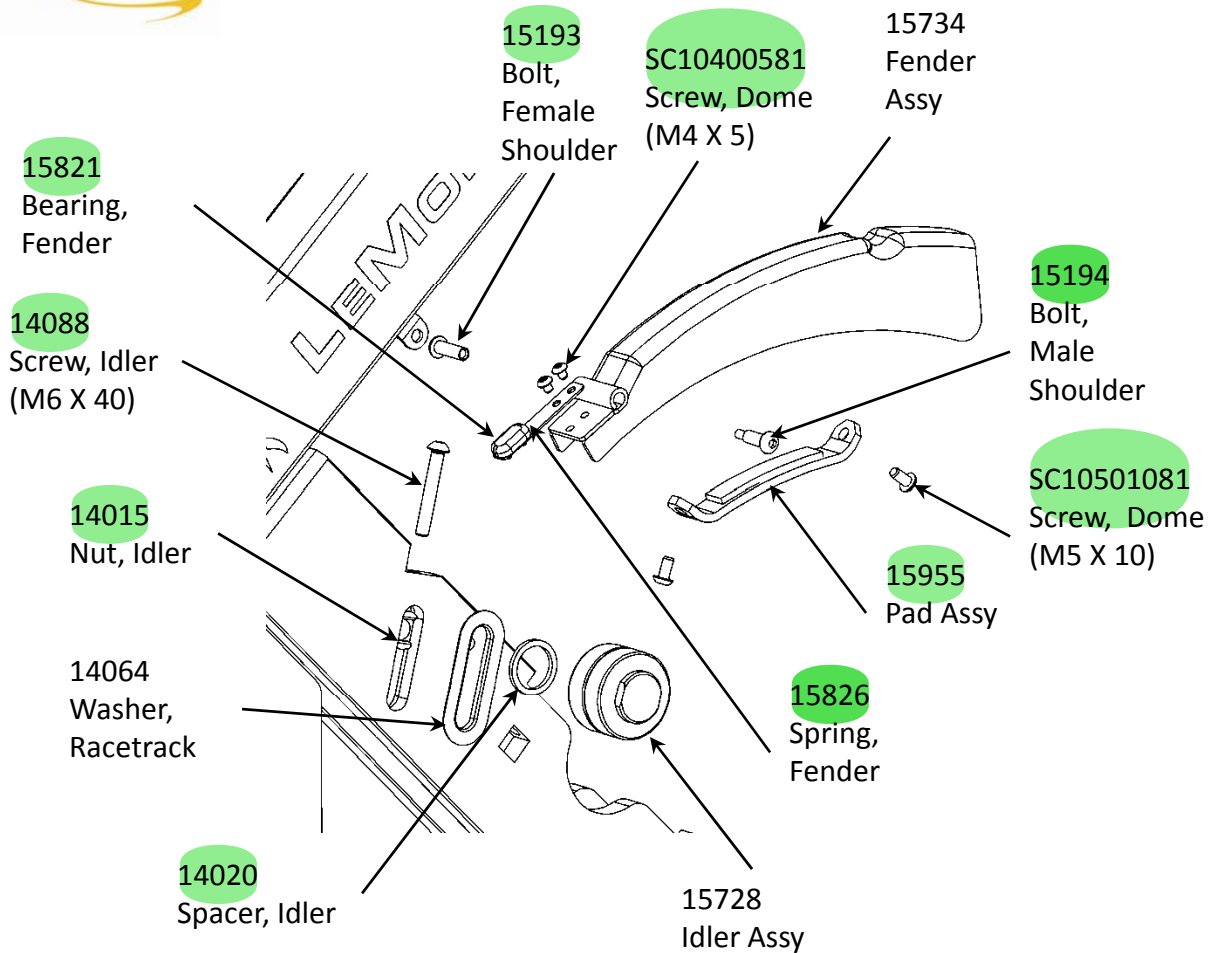 15193
Bolt,
Female
Shoulder
SC10400581
Screw, Dome
(M4 X 5)
15734
Fender
Assy
15821
Bearing,
Fender
LEMO
14088
Screw, Idler
(M6 X 40)
15194
Bolt,
Male
Shoulder
14015
Nut, Idler
SC10501081
Screw, Dome
(M5 X 10)
15955
Pad Assy
14064
Washer,
Racetrack
15826
Spring,
Fender
14020
Spacer, Idler
15728
Idler Assy